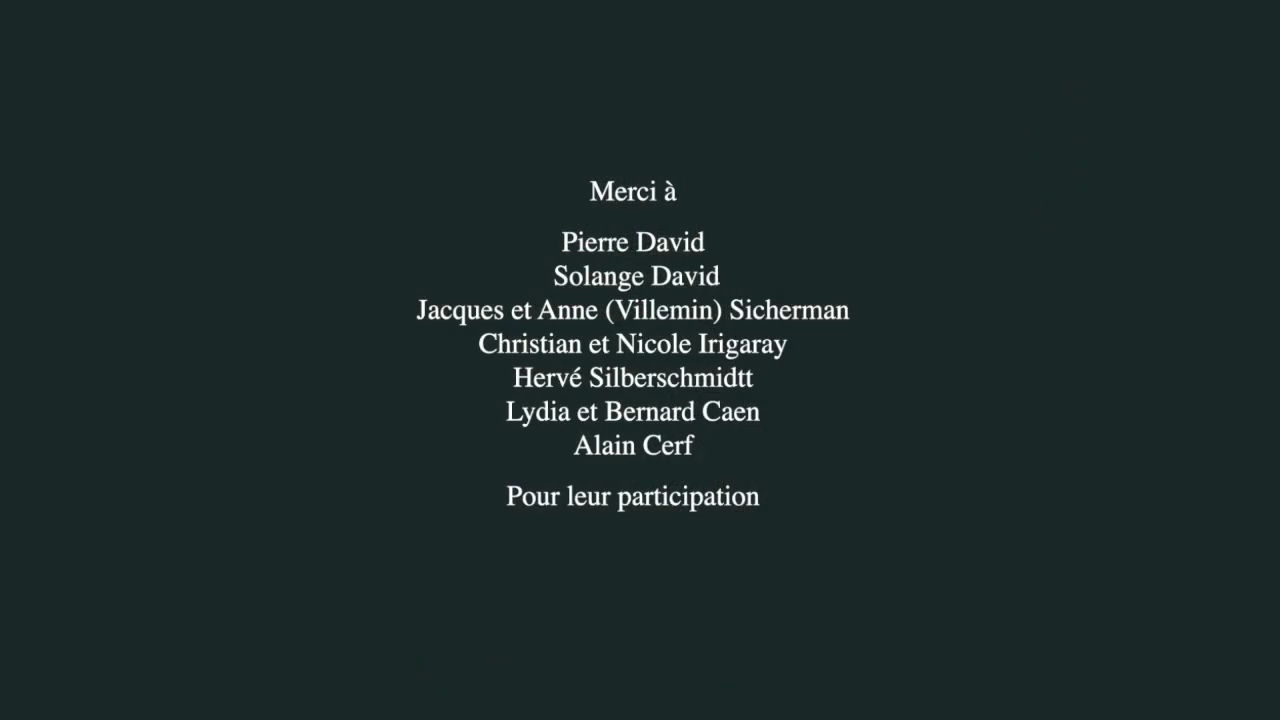 Merci à
Pierre David
Solange David
Jacques et Anne (Villemin) Sicherman
Christian et Nicole Irigaray
Hervé Silberschmidtt
Lydia et Bernard Caen
Alain Cerf
Pour leur participation